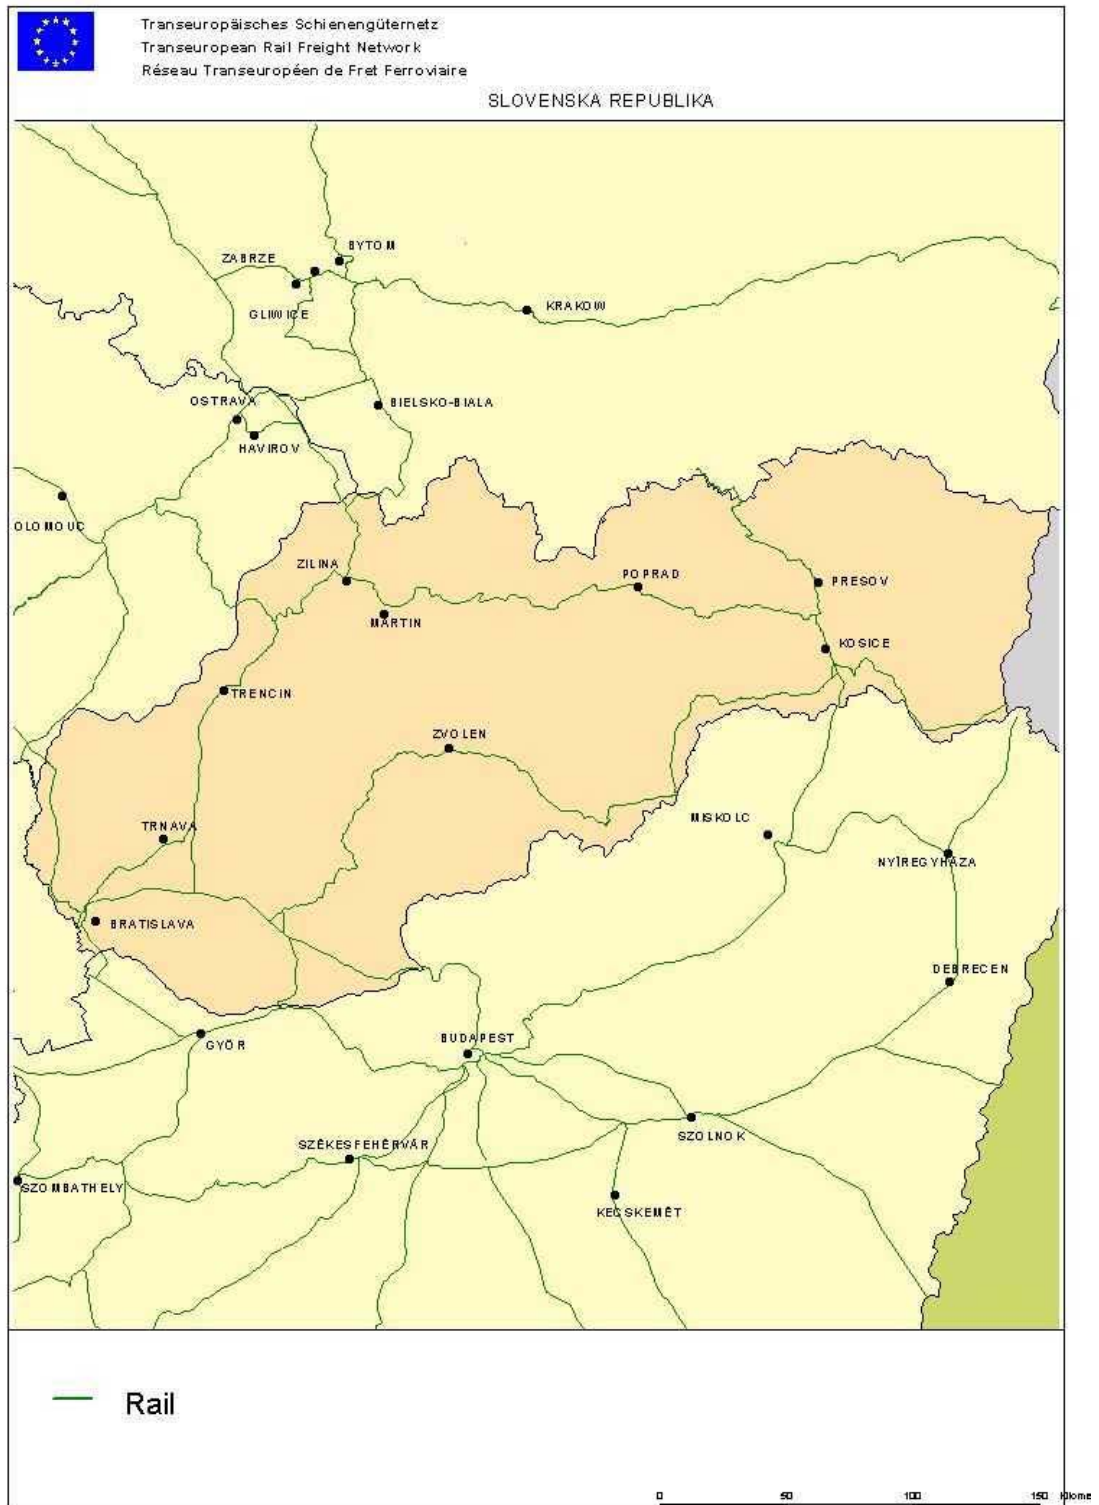 Transeuropäisches Schienengüternetz
Transeuropean Rail Freight Network
Réseau Transeuropéen de Fret Ferroviaire
SLOVENSKA REPUBLIKA
BYTOM
ZABRZE
GLIWICE
KRAKOW
OSTRAVA
BIELSKO-BIALA
HAVIROV
OLOMOUC
ZILINA
POPRAD
PRESOV
MARTIN
KOSICE
TRENCIN
ZVOLEN
MISKOLC
TRNAVA
NYÍREGYHÁZA
BRATISLAVA
DEBRECEN
GYÖR
BUDAPEST
SZOLNOK
SZÉKESFEHÉRVÁR
SZOMBATHELY
KECSKEMÉT
Rail
0 50 100 150 Kilome